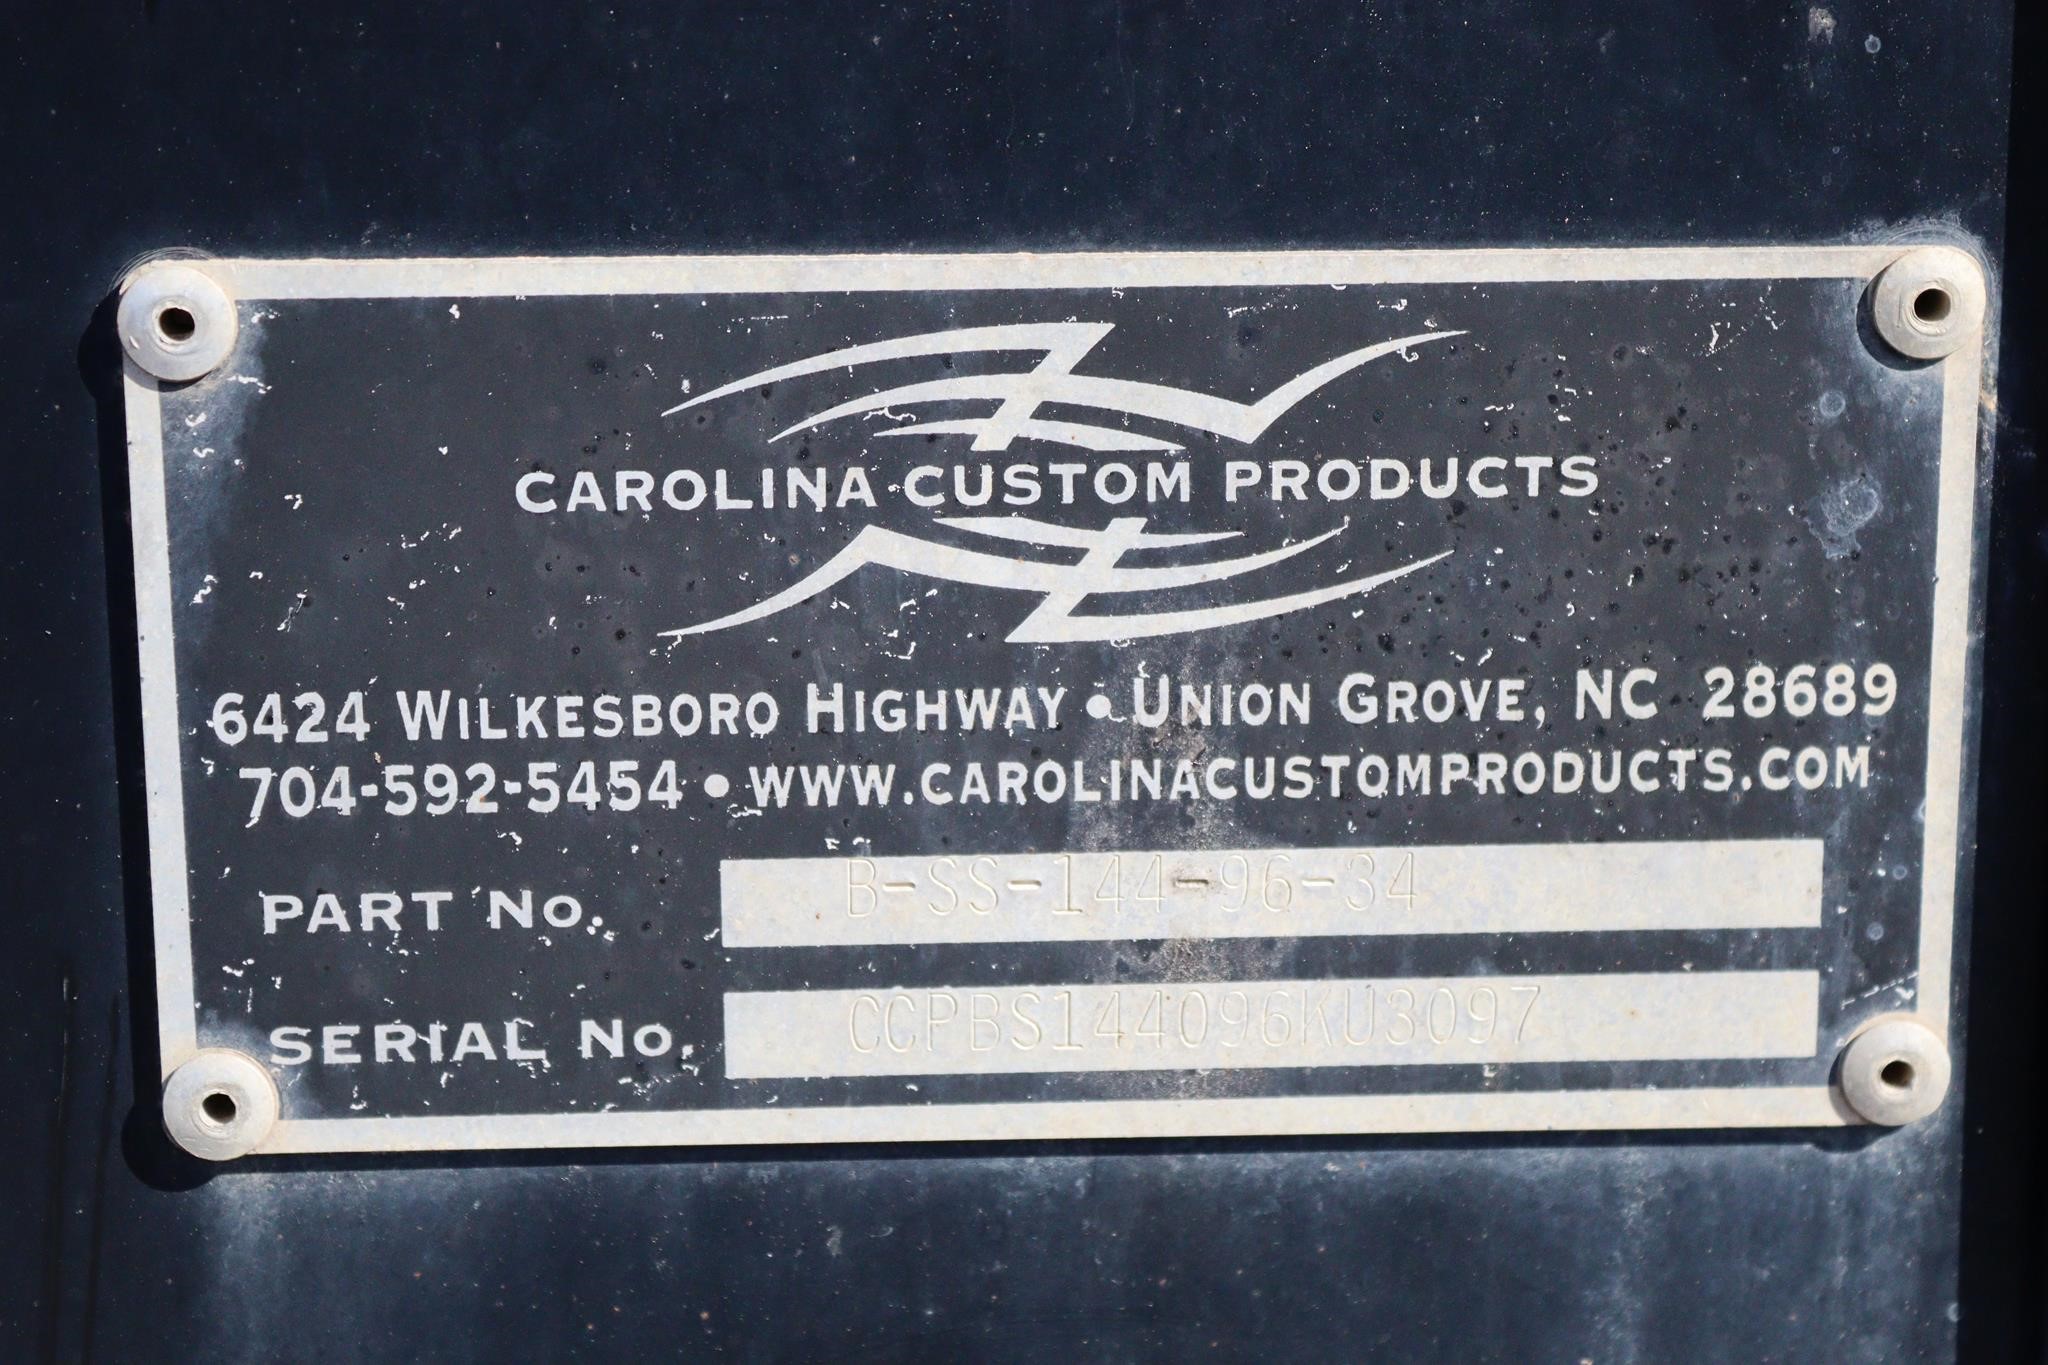 CAROLINA CUSTOM PRODUCTS
6424 WILKESBORO HIGHWAY • UNION GROVE, NC 28689
704-592-5454 • WWW.CAROLINACUSTOMPRODUCTS.COM
PART NO. B-SS-144-96-34
SERIAL NO. CCPBS144096KU3097